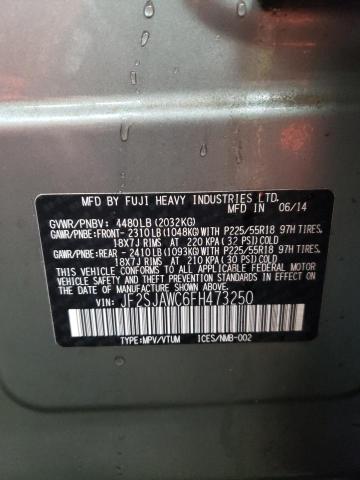 MFD BY FUJI HEAVY INDUSTRIES LTD.
MFD IN 06/14
GVWR/PNBV: 4480LB (2032KG)
GAWR/PNBE:FRONT- 2310LB(1048KG)WITH P225/55R18 97H TIRES.
18X7J RIMS AT 220 KPA( 32 PSI)COLD
GAWR/PNBE:REAR - 2410LB(1093KG)WITH P225/55R18 97H TIRES.
18X7J RIMS AT 210 KPA( 30 PSI)COLD
THIS VEHICLE CONFORMS TO ALL APPLICABLE FEDERAL MOTOR VEHICLE
SAFETY AND THEFT PREVENTION STANDARDS IN EFFECT ON THE
DATE OF MANUFACTURE SHOWN ABOVE.
VIN: JF2SJAWC6FH473250
TYPE:MPV/VTUM ICES/NMB-002